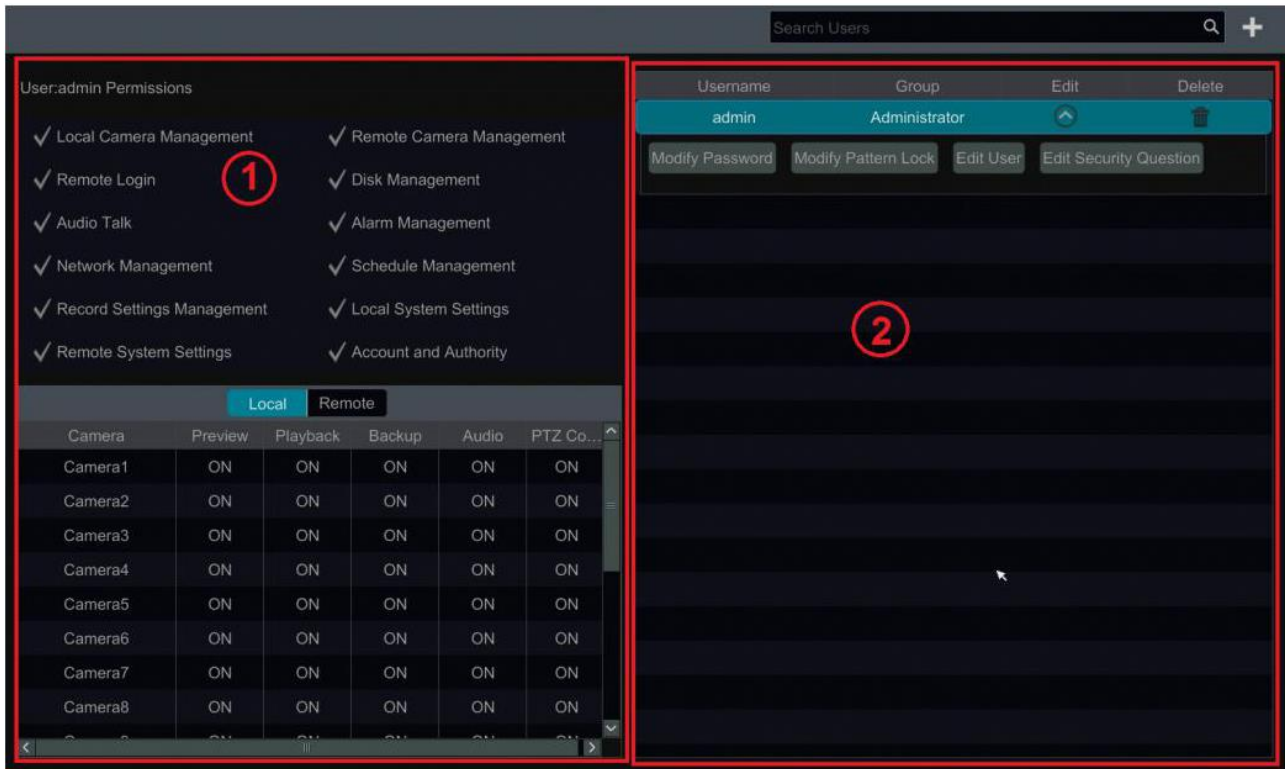 Search Users
User:admin Permissions
Local Camera Management Remote Camera Management
Remote Login Disk Management
Audio Talk Alarm Management
Network Management Schedule Management
Record Settings Management Local System Settings
Remote System Settings Account and Authority
1
Local Remote
Camera Preview Playback Backup Audio PTZ Co...
Camera1 ON ON ON ON ON
Camera2 ON ON ON ON ON
Camera3 ON ON ON ON ON
Camera4 ON ON ON ON ON
Camera5 ON ON ON ON ON
Camera6 ON ON ON ON ON
Camera7 ON ON ON ON ON
Camera8 ON ON ON ON ON
Username Group Edit Delete
admin Administrator
Modify Password Modify Pattern Lock Edit User Edit Security Question
2